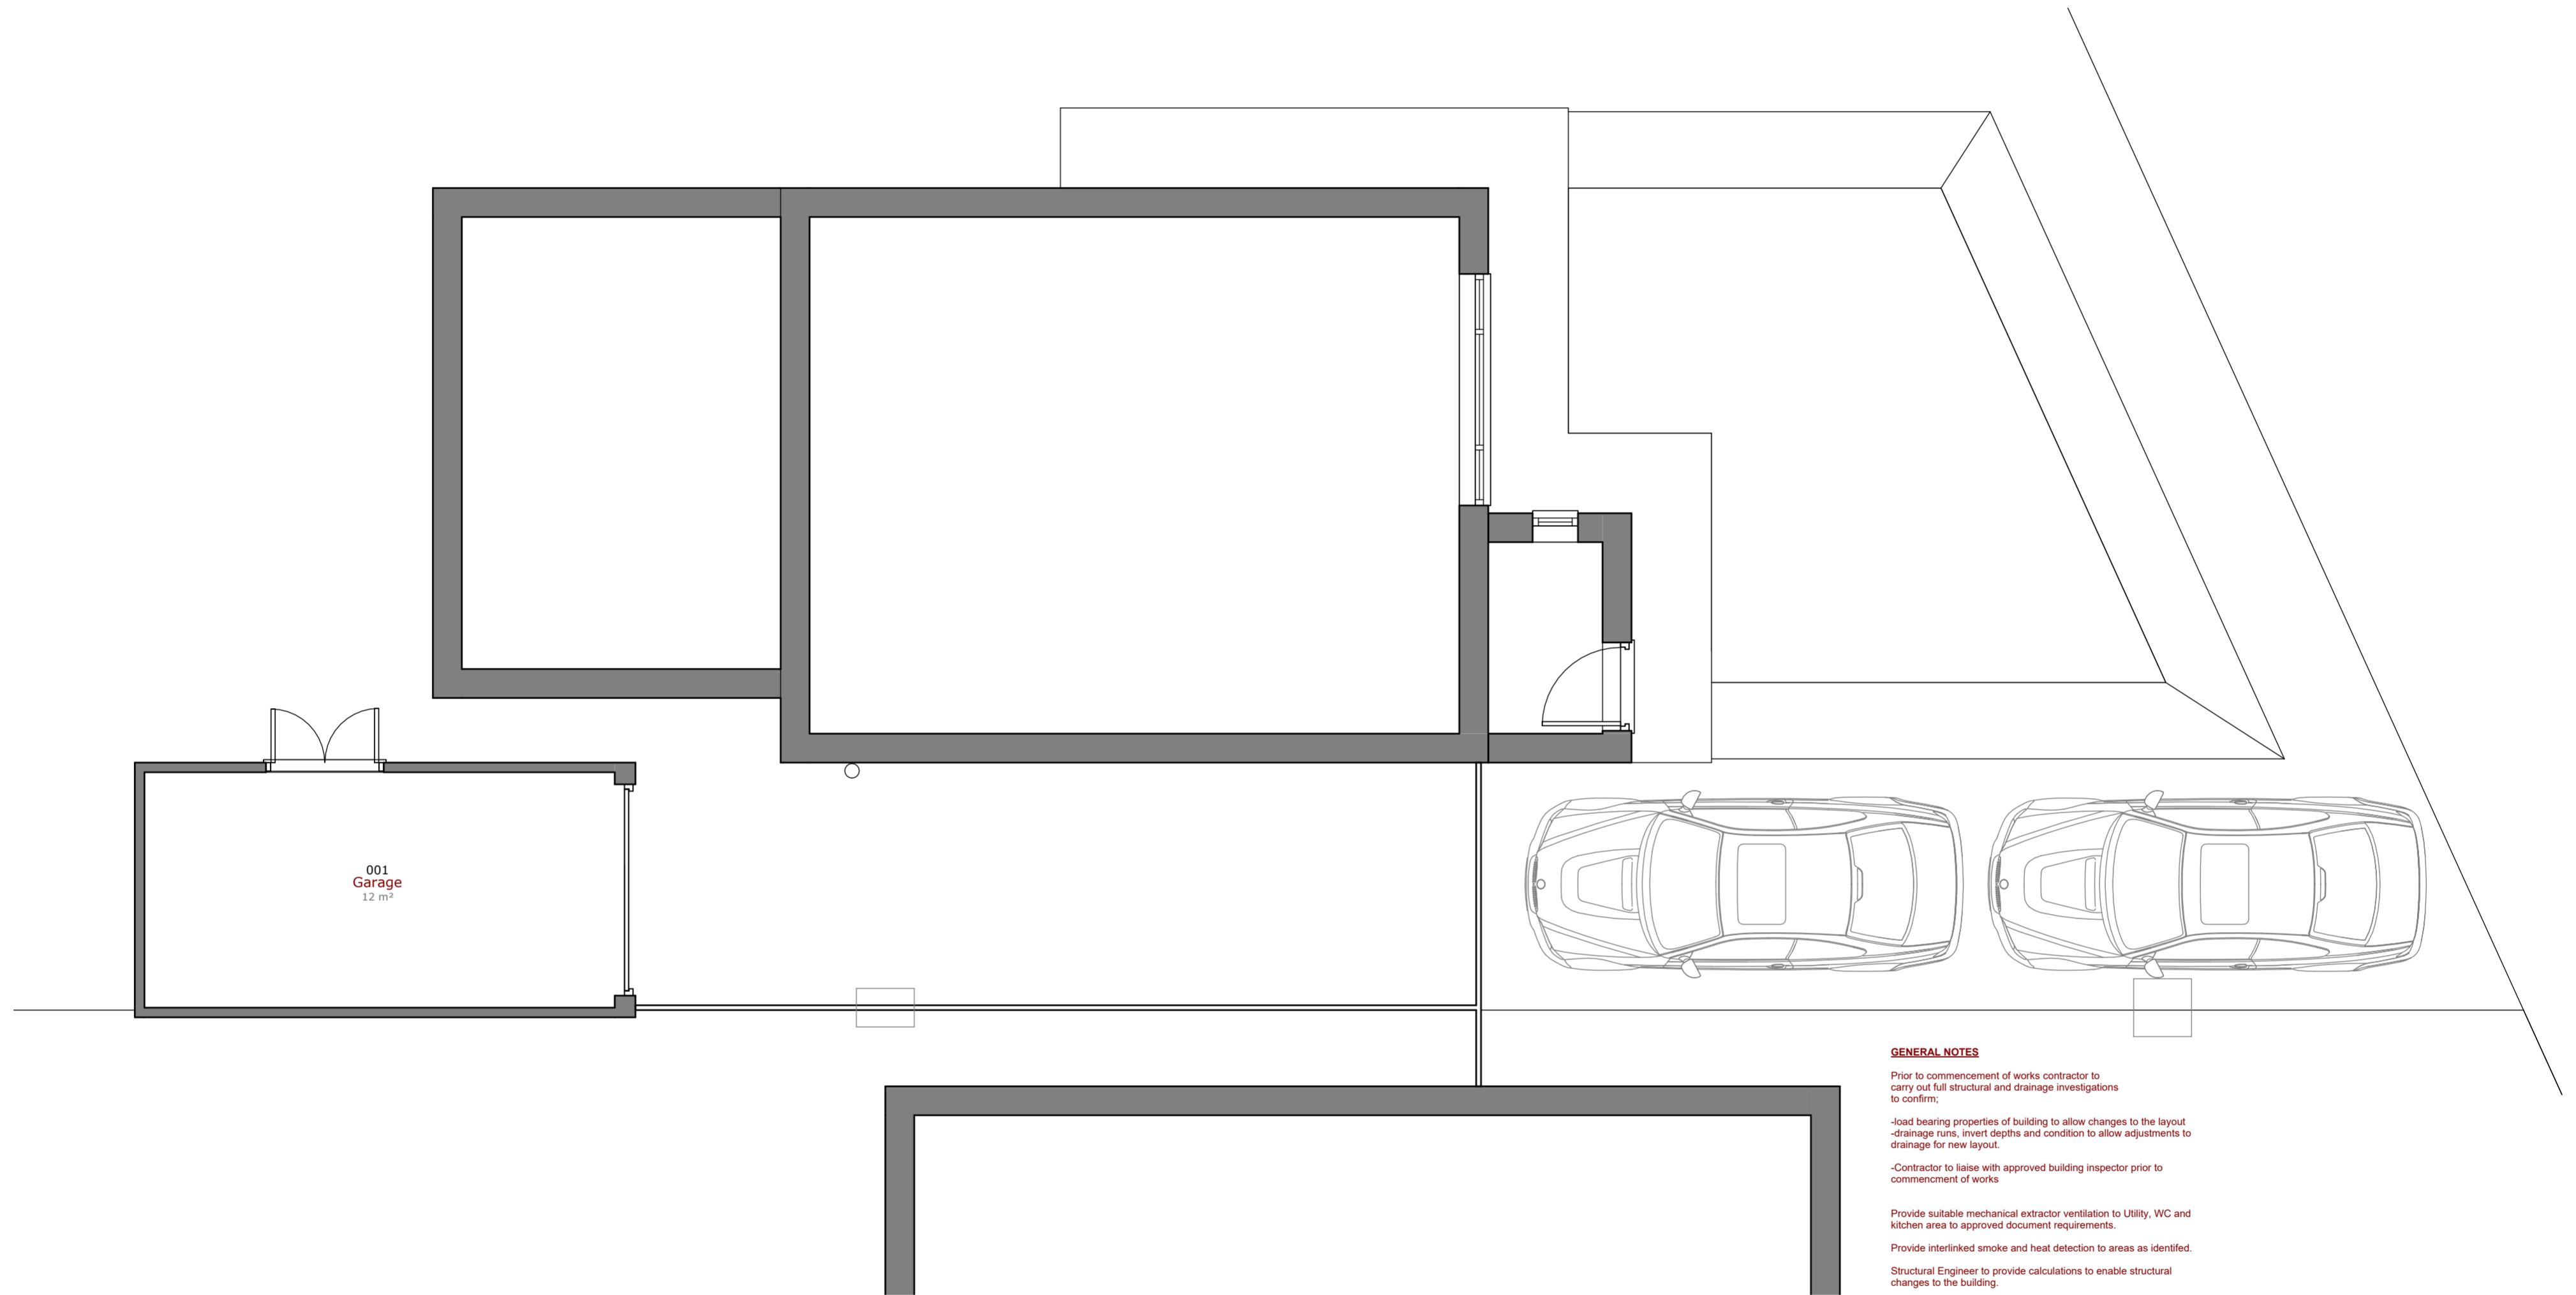 001
Garage
12 m²
GENERAL NOTES
Prior to commencement of works contractor to
carry out full structural and drainage investigations
to confirm;
-load bearing properties of building to allow changes to the layout
-drainage runs, invert depths and condition to allow adjustments to
drainage for new layout.
-Contractor to liaise with approved building inspector prior to
commencment of works
Provide suitable mechanical extractor ventilation to Utility, WC and
kitchen area to approved document requirements.
Provide interlinked smoke and heat detection to areas as identifed.
Structural Engineer to provide calculations to enable structural
changes to the building.